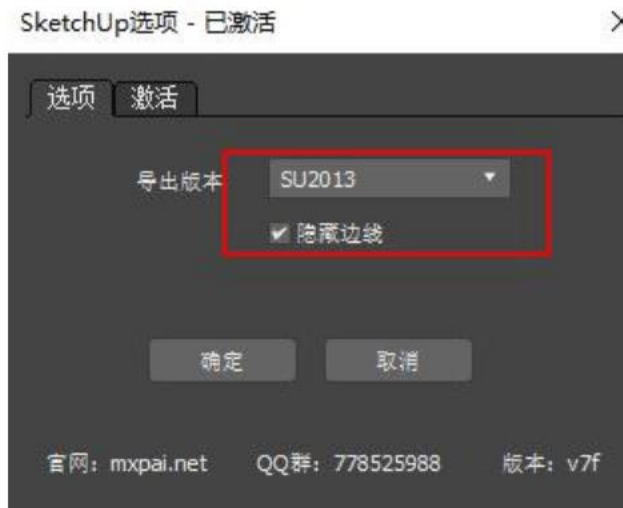 SketchUp选项 - 已激活
选项 激活
导出版本 SU2013
隐藏边线
确定 取消
官网：mxpai.net QQ群：778525988 版本：v7f